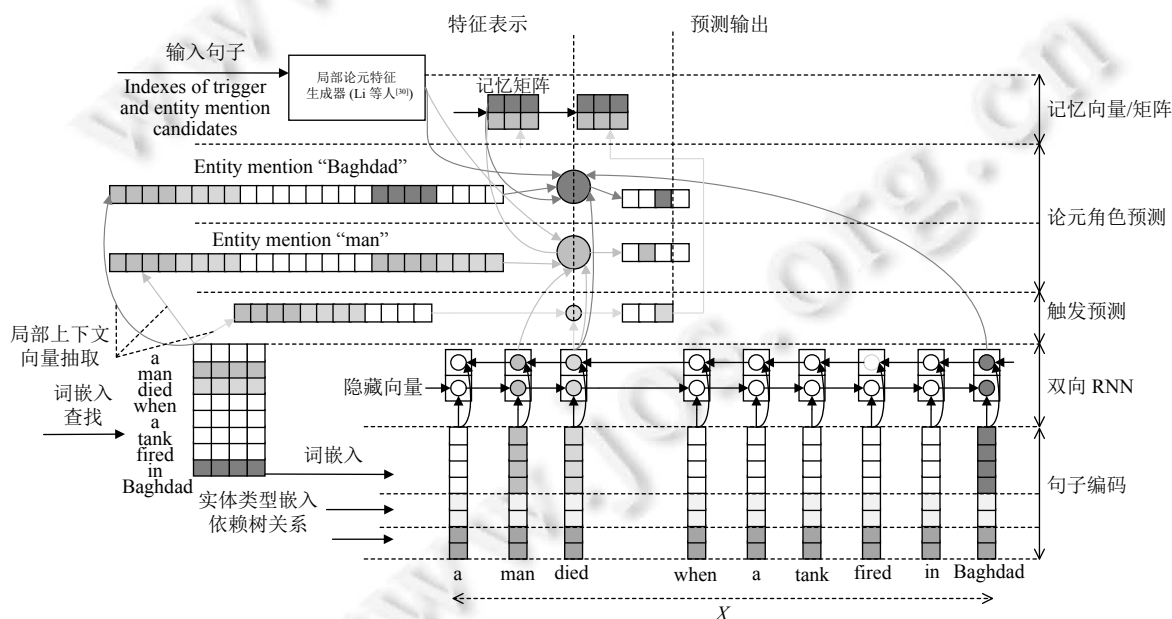 特征表示
预测输出
输入句子
Indexes of trigger
and entity mention
candidates
局部论元特征
生成器 (Li 等人[30])
记忆矩阵
记忆向量/矩阵
Entity mention “Baghdad”
论元角色预测
Entity mention “man”
触发预测
局部上下文
向量抽取
a
man
died
when
a
tank
fired
in
Baghdad
词嵌入
查找
隐藏向量
双向 RNN
词嵌入
实体类型嵌入
依赖树关系
句子编码
a man died when a tank fired in Baghdad
X
www.jos.org.cn